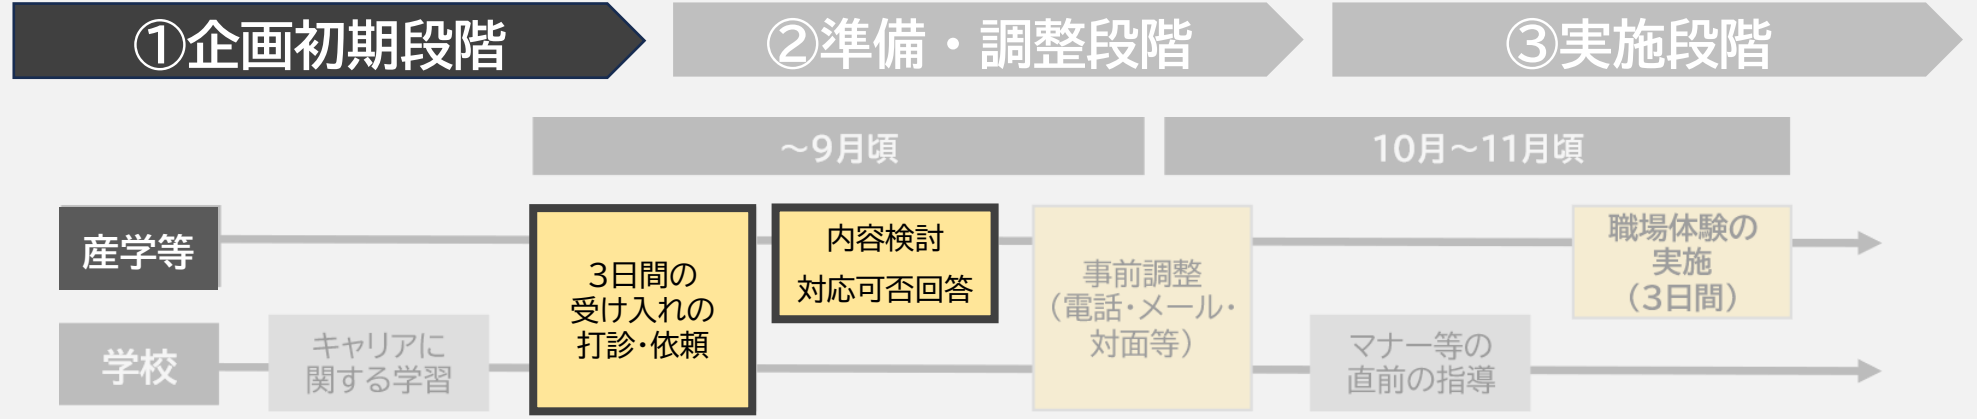 ①企画初期段階
②準備・調整段階
③実施段階
～9月頃
10月～11月頃
産学等
3日間の
受け入れの
打診・依頼
内容検討
対応可否回答
事前調整
（電話・メール・
対面等）
職場体験の
実施
（3日間）
学校
キャリアに
関する学習
マナー等の
直前の指導